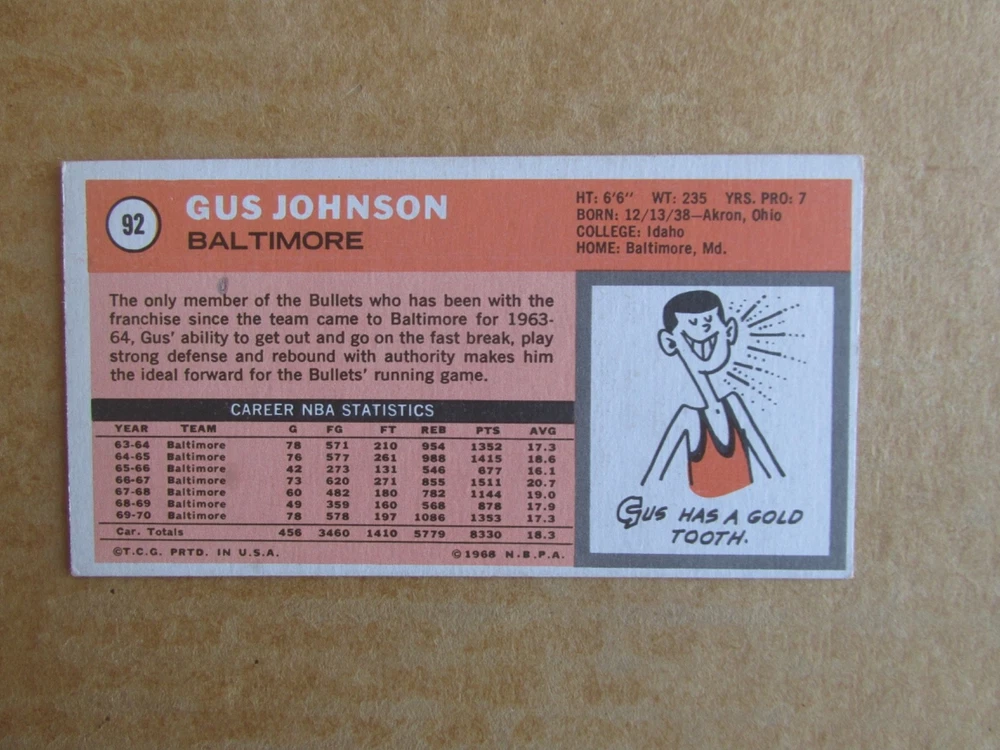 92
GUS JOHNSON
BALTIMORE
HT: 6'6" WT: 235 YRS. PRO: 7
BORN: 12/13/38—Akron, Ohio
COLLEGE: Idaho
HOME: Baltimore, Md.
The only member of the Bullets who has been with the
franchise since the team came to Baltimore for 1963-
64, Gus' ability to get out and go on the fast break, play
strong defense and rebound with authority makes him
the ideal forward for the Bullets' running game.
CAREER NBA STATISTICS
YEAR TEAM G FG FT REB PTS AVG
63-64 Baltimore 78 571 210 954 1352 17.3
64-65 Baltimore 76 577 261 988 1415 18.6
65-66 Baltimore 42 273 131 546 677 16.1
66-67 Baltimore 73 620 271 855 1511 20.7
67-68 Baltimore 60 482 180 782 1144 19.0
68-69 Baltimore 49 359 160 568 878 17.9
69-70 Baltimore 78 578 197 1086 1353 17.3
Car. Totals 456 3460 1410 5779 8330 18.3
©T.C.G. PRTD. IN U.S.A. ©1968 N.B.P.A.
GUS HAS A GOLD
TOOTH.